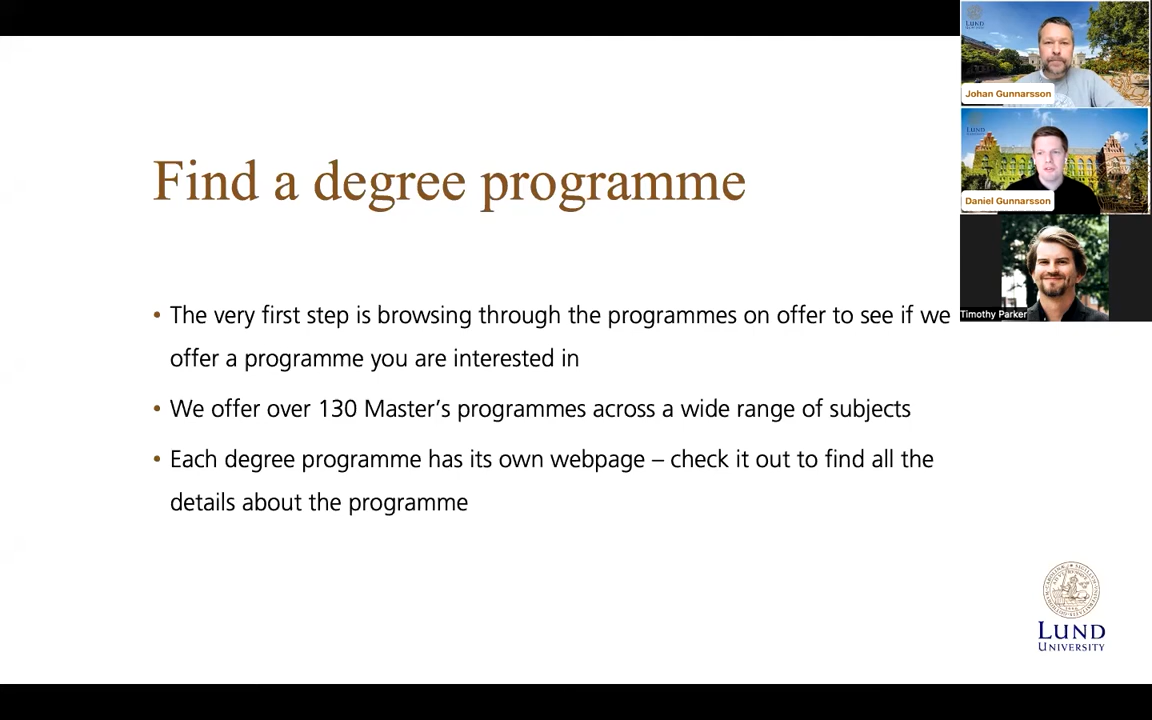 Find a degree programme
• The very first step is browsing through the programmes on offer to see if we
offer a programme you are interested in
• We offer over 130 Master's programmes across a wide range of subjects
• Each degree programme has its own webpage – check it out to find all the
details about the programme
Johan Gunnarsson
Daniel Gunnarsson
Timothy Parker
LUND
UNIVERSITY